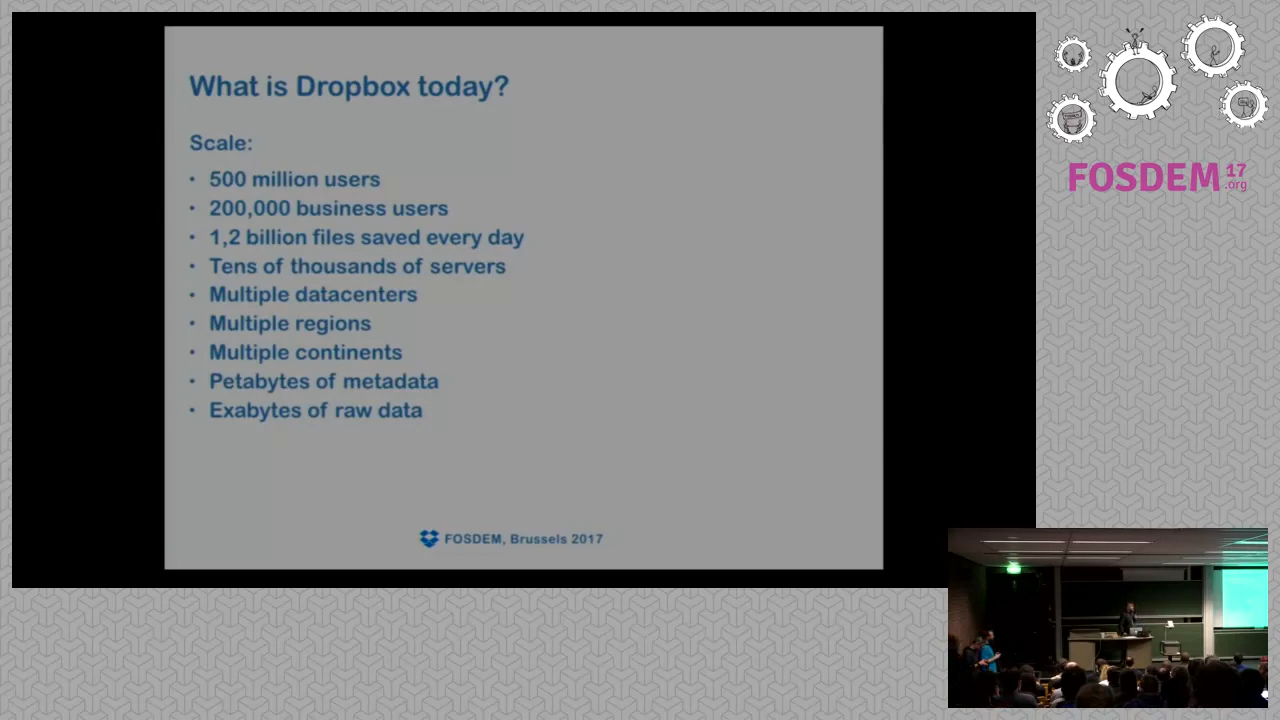 What is Dropbox today?
Scale:
• 500 million users
• 200,000 business users
• 1,2 billion files saved every day
• Tens of thousands of servers
• Multiple datacenters
• Multiple regions
• Multiple continents
• Petabytes of metadata
• Exabytes of raw data
FOSDEM, Brussels 2017
FOSDEM 17
.org